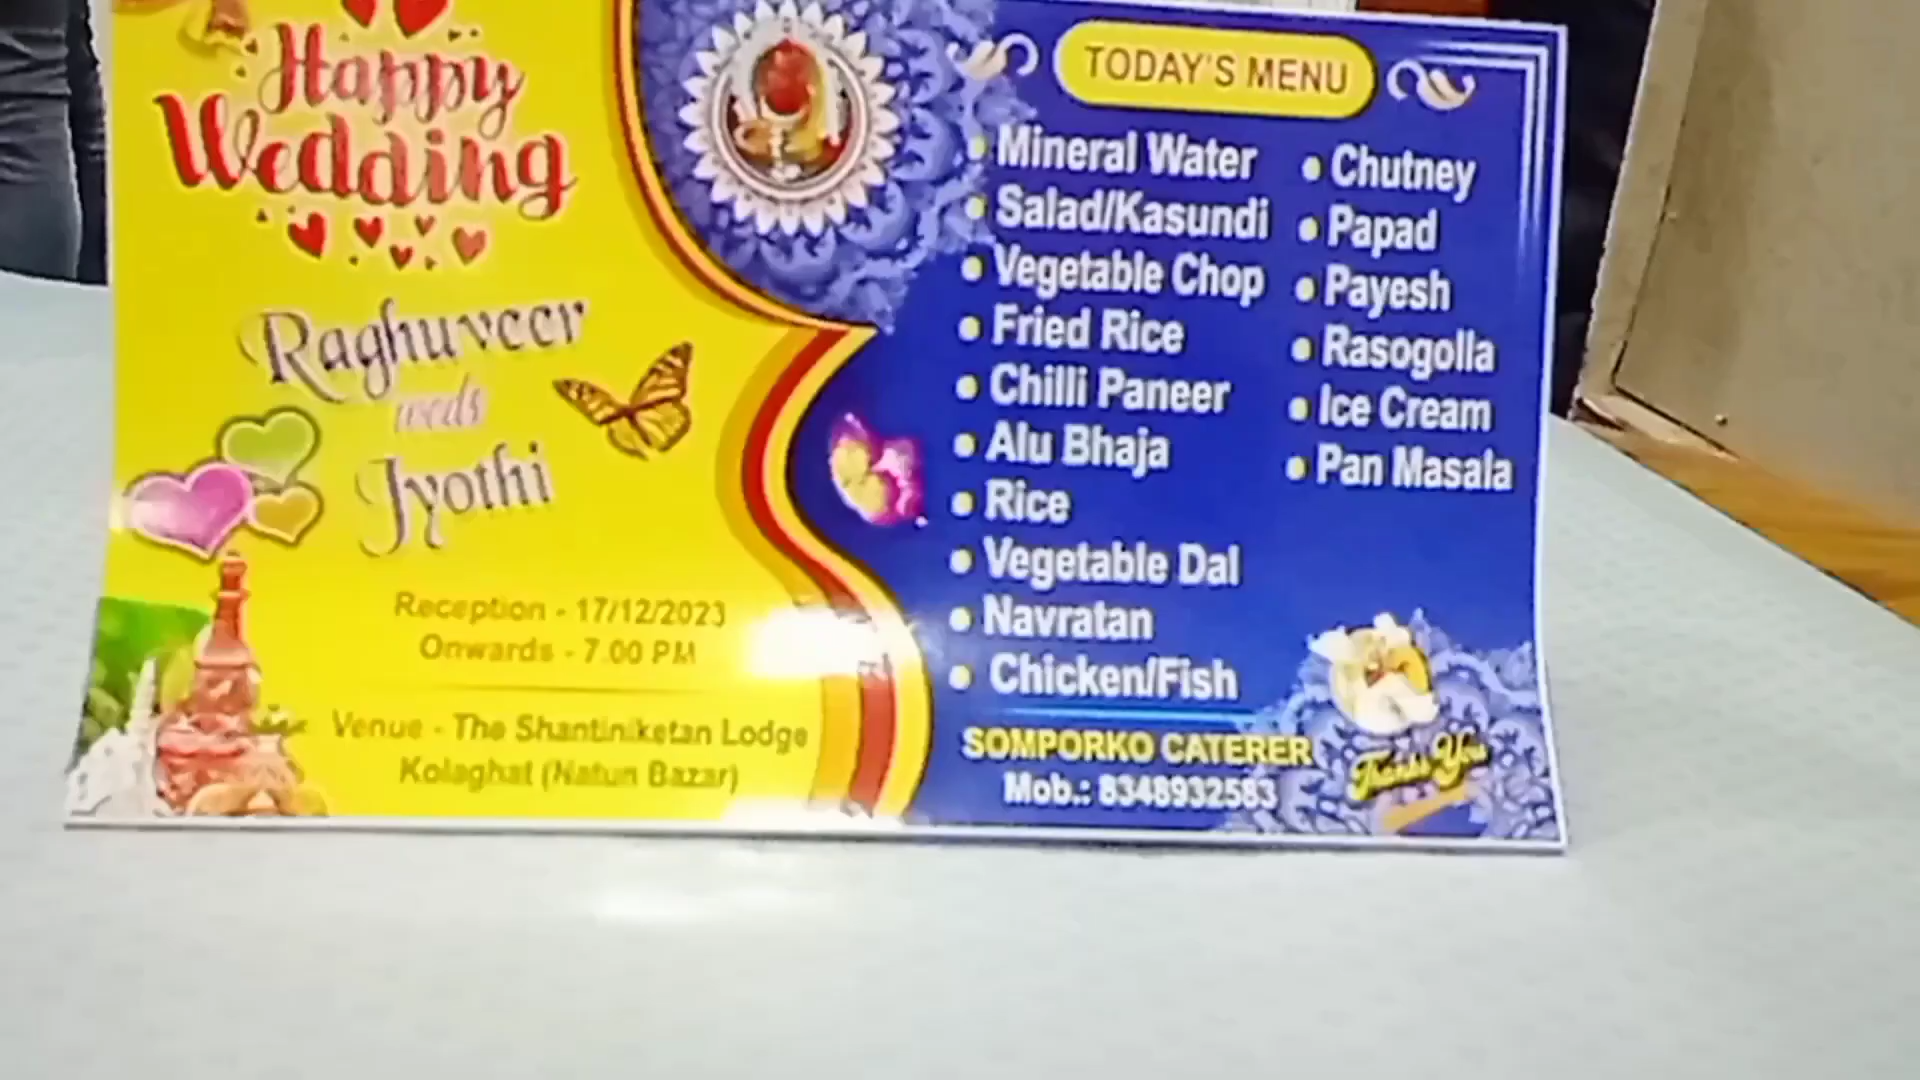 Happy
Wedding
Raghuveer
weds
Jyothi
Reception - 17/12/2023
Onwards - 7.00 PM
Venue - The Shantiniketan Lodge
Kolaghat (Natun Bazar)
TODAY'S MENU
Mineral Water
Salad/Kasundi
Vegetable Chop
Fried Rice
Chilli Paneer
Alu Bhaja
Rice
Vegetable Dal
Navratan
Chicken/Fish
Chutney
Papad
Payesh
Rasogolla
Ice Cream
Pan Masala
SOMPORKO CATERER
Mob.: 8348932583
Thank You